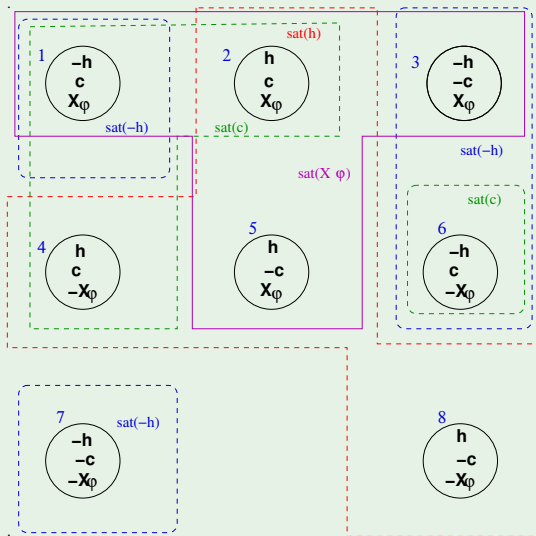 1
−h
c
Xφ
sat(−h)
2
h
c
Xφ
sat(h)
sat(c)
3
−h
−c
Xφ
sat(−h)
sat(X φ)
sat(c)
4
h
c
−Xφ
5
h
−c
Xφ
6
−h
c
−Xφ
7
−h
−c
−Xφ
sat(−h)
8
h
−c
−Xφ